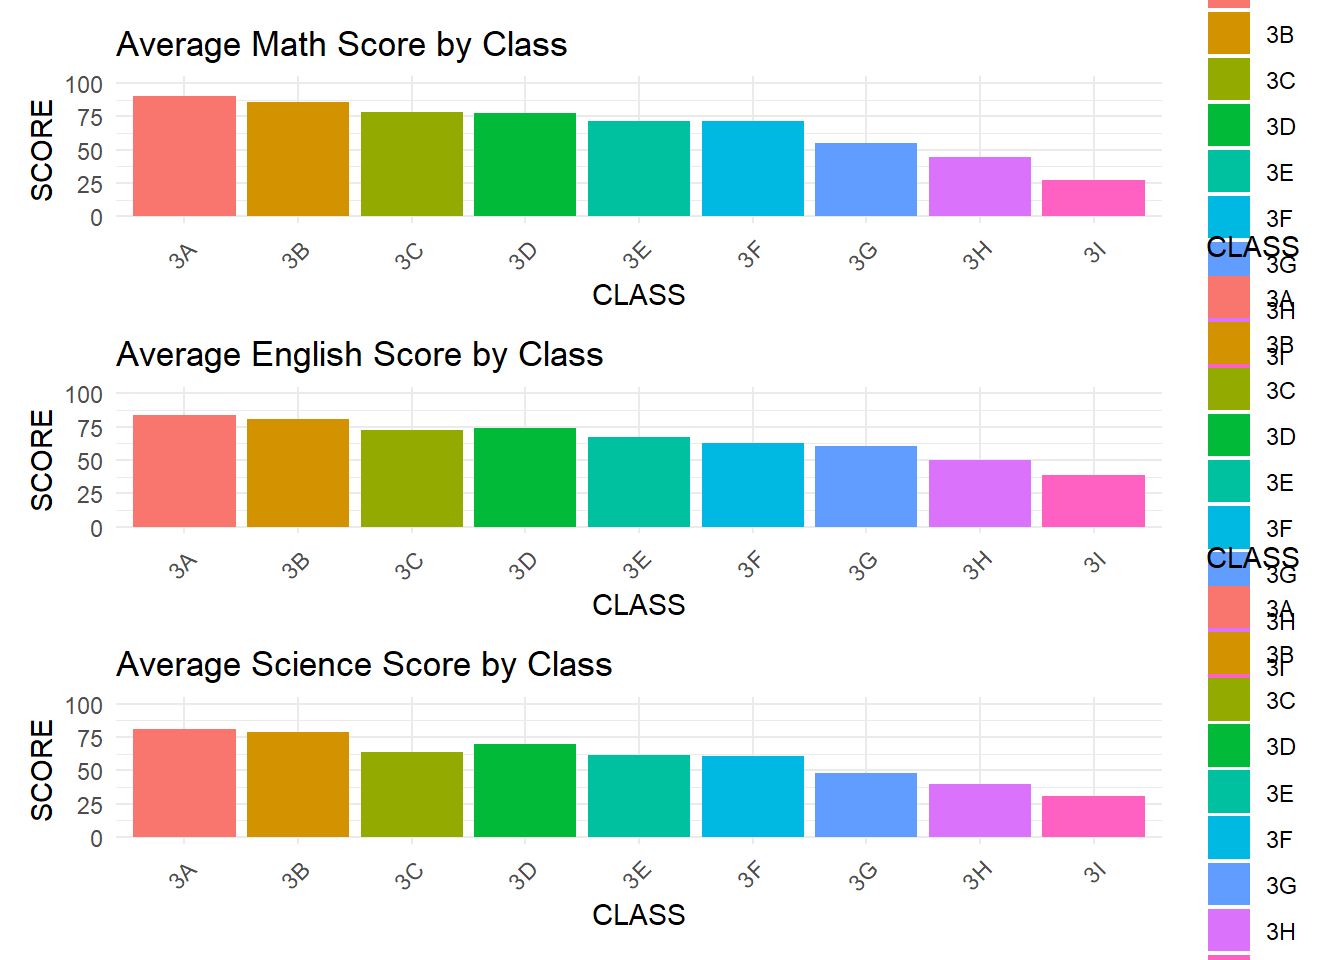 Average Math Score by Class
SCORE
100
75
50
25
0
3A 3B 3C 3D 3E 3F 3G 3H 3I
CLASS
Average English Score by Class
SCORE
100
75
50
25
0
3A 3B 3C 3D 3E 3F 3G 3H 3I
CLASS
Average Science Score by Class
SCORE
100
75
50
25
0
3A 3B 3C 3D 3E 3F 3G 3H 3I
CLASS
3B
3C
3D
3E
3F
CLASS
3G
3A
3H
3B
3I
3C
3D
3E
3F
CLASS
3G
3A
3H
3B
3I
3C
3D
3E
3F
3G
3H